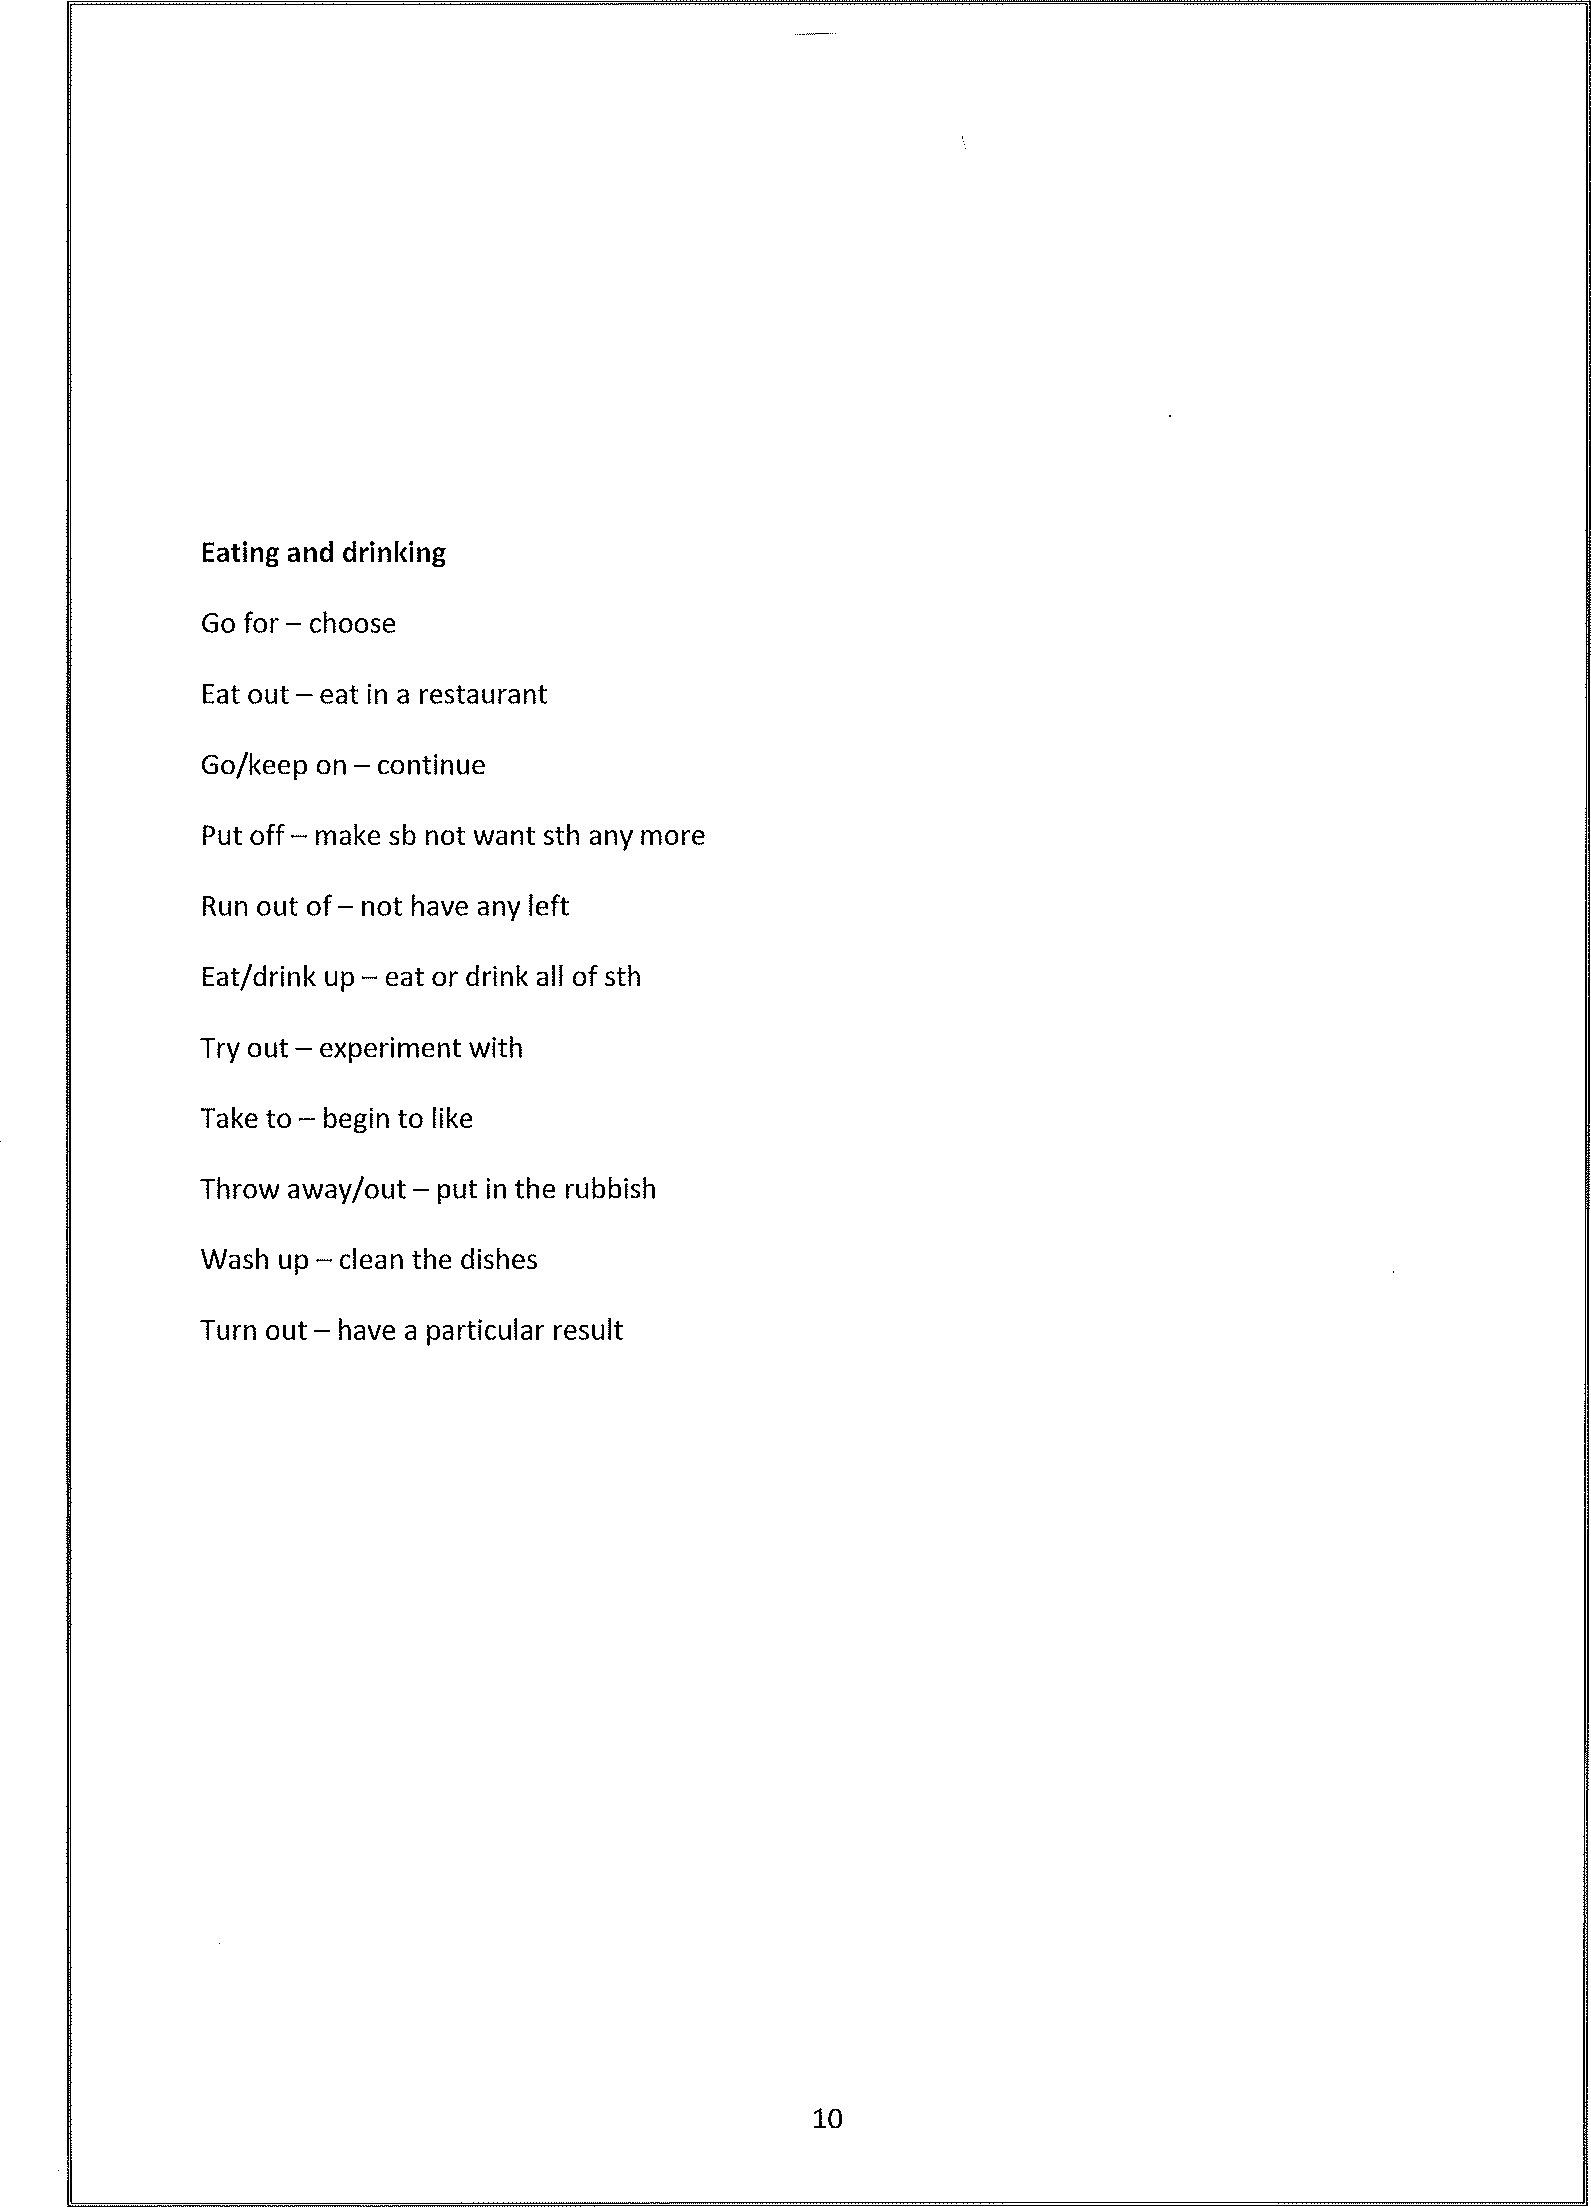 Eating and drinking
Go for – choose
Eat out – eat in a restaurant
Go/keep on – continue
Put off – make sb not want sth any more
Run out of – not have any left
Eat/drink up – eat or drink all of sth
Try out – experiment with
Take to – begin to like
Throw away/out – put in the rubbish
Wash up – clean the dishes
Turn out – have a particular result
10